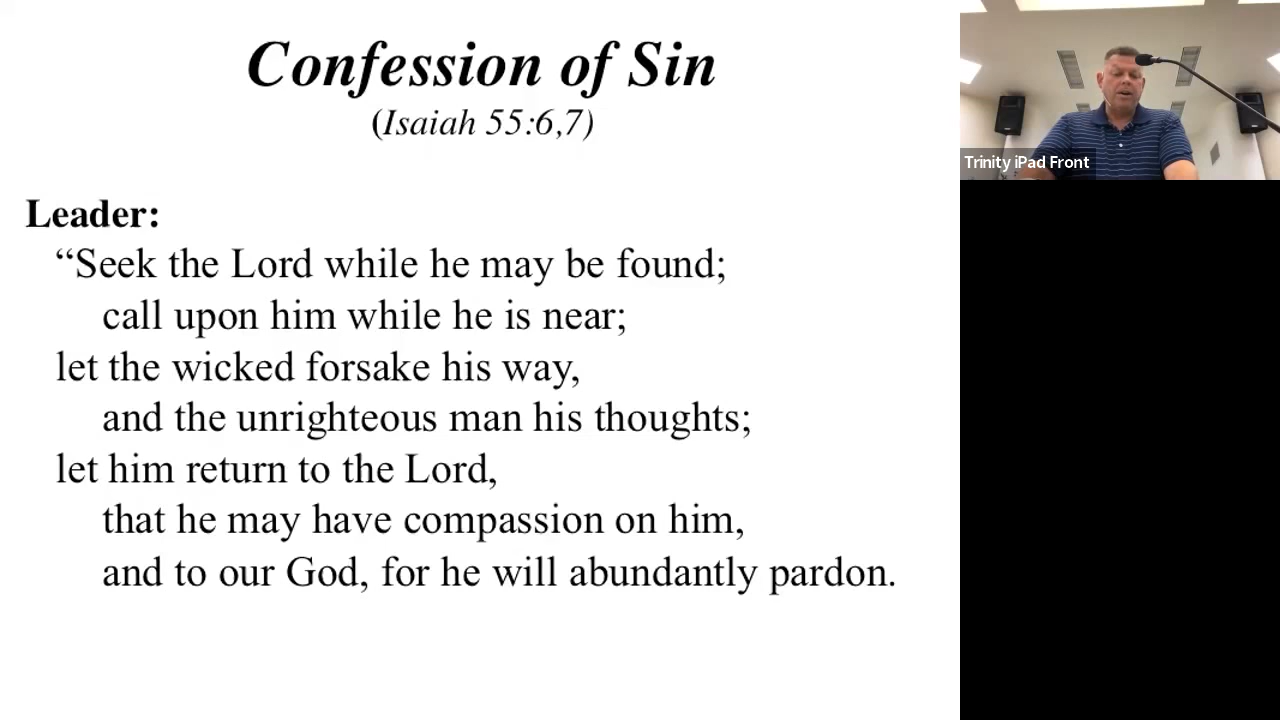 Confession of Sin
(Isaiah 55:6,7)
Leader:
“Seek the Lord while he may be found;
call upon him while he is near;
let the wicked forsake his way,
and the unrighteous man his thoughts;
let him return to the Lord,
that he may have compassion on him,
and to our God, for he will abundantly pardon.
Trinity iPad Front